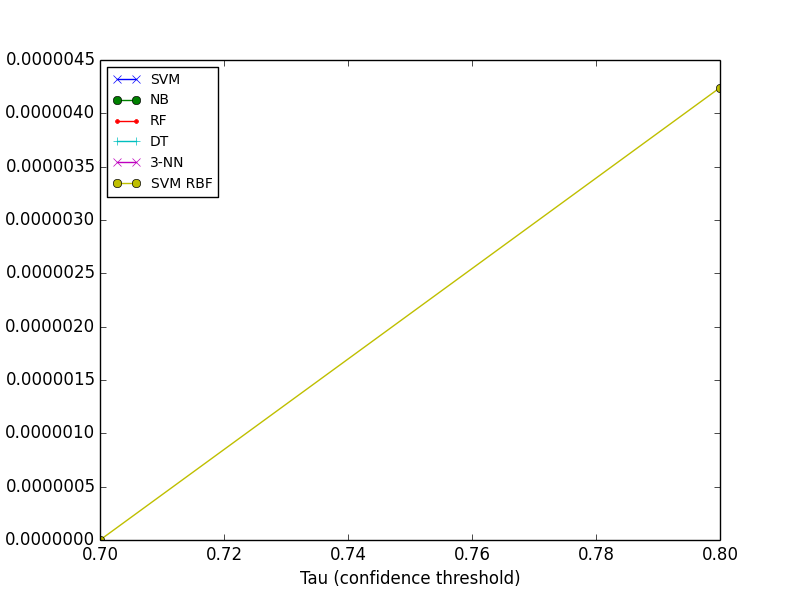 0.0000045
0.0000040
0.0000035
0.0000030
0.0000025
0.0000020
0.0000015
0.0000010
0.0000005
0.0000000
SVM
NB
RF
DT
3-NN
SVM RBF
0.70 0.72 0.74 0.76 0.78 0.80
Tau (confidence threshold)